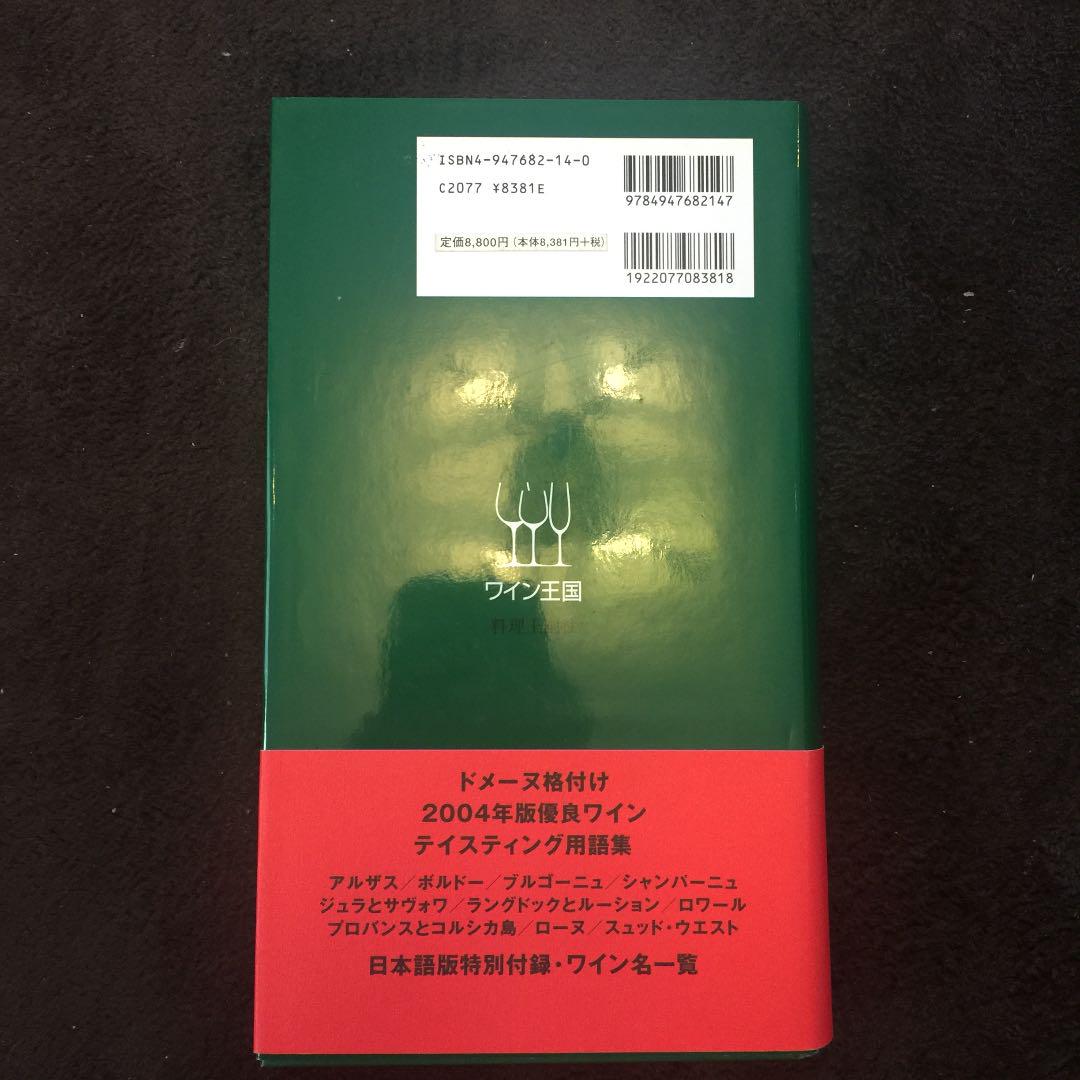 ISBN4-947682-14-0
C2077 ¥8381E
9784947682147
定価8,800円(本体8,381円+税)
1922077083818
ワイン王国
ドメーヌ格付け
2004年版優良ワイン
テイスティング用語集
アルザス/ボルドー/ブルゴーニュ/シャンパーニュ
ジュラとサヴォワ/ラングドックとルーション/ロワール
プロバンスとコルシカ島/ローヌ/スュッド・ウエスト
日本語版特別付録・ワイン名一覧